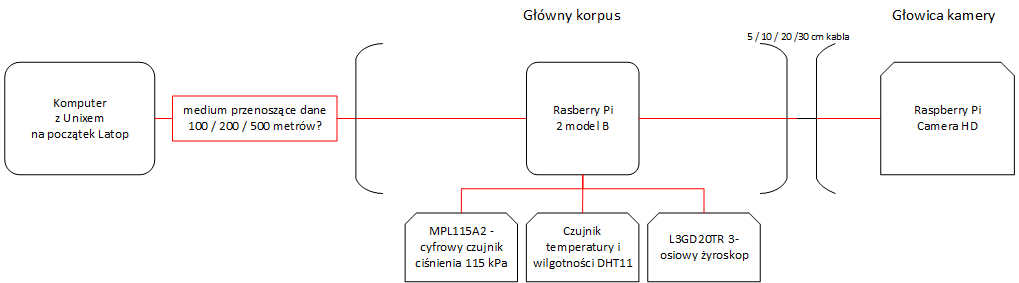 Główny korpus
Głowica kamery
5 / 10 / 20 /30 cm kabla
Komputer
z Unixem
na początek Latop
medium przenoszące dane
100 / 200 / 500 metrów?
Rasberry Pi
2 model B
Raspberry Pi
Camera HD
MPL115A2 -
cyfrowy czujnik
ciśnienia 115 kPa
Czujnik
temperatury i
wilgotności DHT11
L3GD20TR 3-
osiowy żyroskop